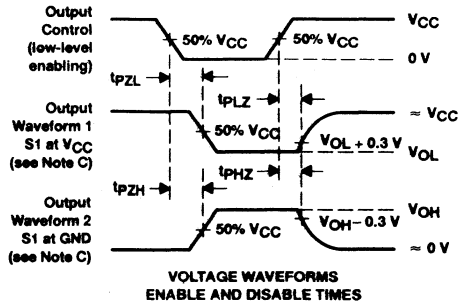 Output
Control
(low-level
enabling)
50% VCC
50% VCC
VCC
0 V
tPZL
tPLZ
Output
Waveform 1
S1 at VCC
(see Note C)
50% VCC
≈ VCC
VOL + 0.3 V
VOL
tPZH
tPHZ
Output
Waveform 2
S1 at GND
(see Note C)
50% VCC
VOH
VOH – 0.3 V
≈ 0 V
VOLTAGE WAVEFORMS
ENABLE AND DISABLE TIMES